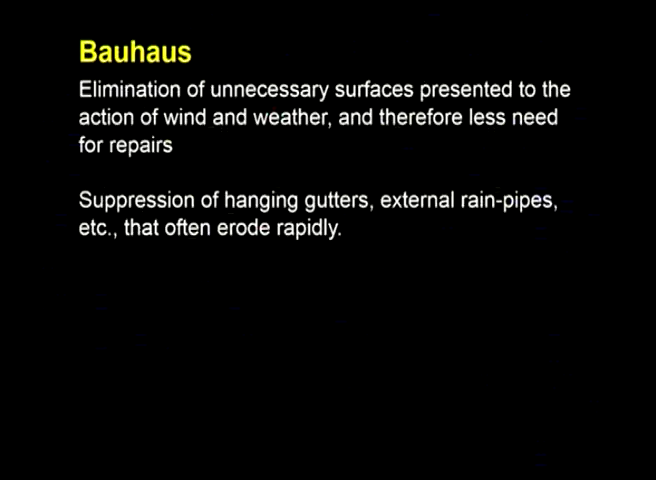 Bauhaus
Elimination of unnecessary surfaces presented to the
action of wind and weather, and therefore less need
for repairs
Suppression of hanging gutters, external rain-pipes,
etc., that often erode rapidly.